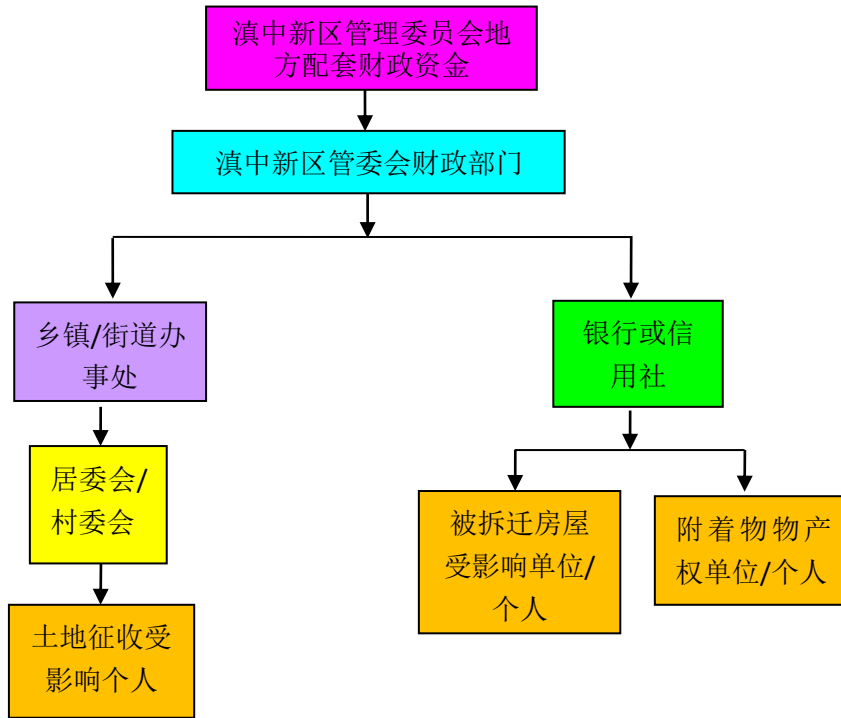 滇中新区管理委员会地
方配套财政资金
滇中新区管委会财政部门
乡镇/街道办
事处
银行或信
用社
居委会/
村委会
被拆迁房屋
受影响单位/
个人
附着物物产
权单位/个人
土地征收受
影响个人